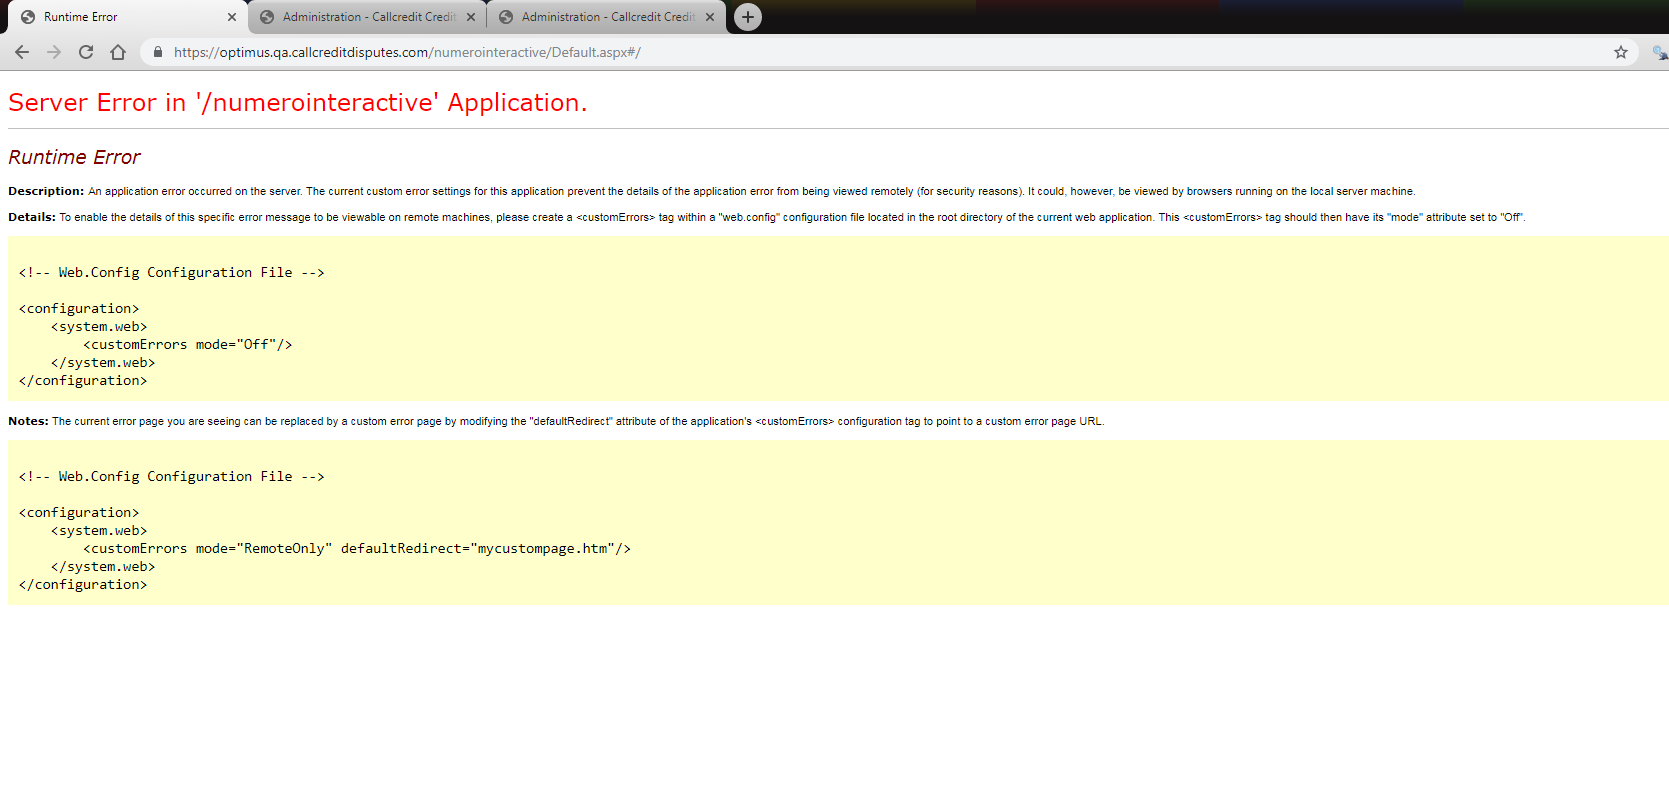 Runtime Error
Administration - Callcredit Credit
Administration - Callcredit Credit
https://optimus.qa.callcreditdisputes.com/numerointeractive/Default.aspx#/
Server Error in '/numerointeractive' Application.
Runtime Error
Description: An application error occurred on the server. The current custom error settings for this application prevent the details of the application error from being viewed remotely (for security reasons). It could, however, be viewed by browsers running on the local server machine.
Details: To enable the details of this specific error message to be viewable on remote machines, please create a <customErrors> tag within a "web.config" configuration file located in the root directory of the current web application. This <customErrors> tag should then have its "mode" attribute set to "Off".
<!-- Web.Config Configuration File -->
<configuration>
    <system.web>
        <customErrors mode="Off"/>
    </system.web>
</configuration>
Notes: The current error page you are seeing can be replaced by a custom error page by modifying the "defaultRedirect" attribute of the application's <customErrors> configuration tag to point to a custom error page URL.
<!-- Web.Config Configuration File -->
<configuration>
    <system.web>
        <customErrors mode="RemoteOnly" defaultRedirect="mycustompage.htm"/>
    </system.web>
</configuration>